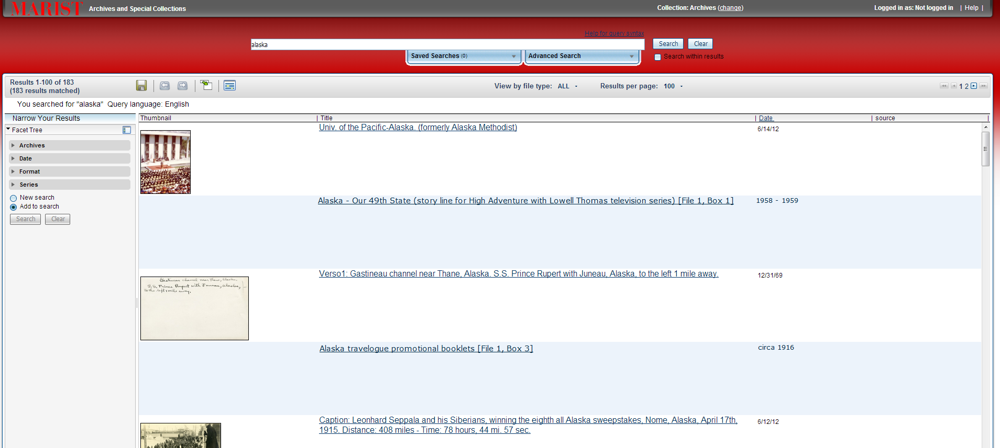 MARIST Archives and Special Collections Collection: Archives (change) Logged in as: Not logged in | Help |
Help for query syntax
alaska Search Clear
Saved Searches (0) Advanced Search Search within results
Results 1-100 of 183
(183 results matched)
View by file type: ALL Results per page: 100 1 2
You searched for "alaska" Query language: English
Narrow Your Results
Facet Tree
Archives
Date
Format
Series
New search
Add to search
Search Clear
Thumbnail | Title | Date | source |
Univ. of the Pacific-Alaska. (formerly Alaska Methodist) 6/14/12
Alaska - Our 49th State (story line for High Adventure with Lowell Thomas television series) [File 1, Box 1] 1958 - 1959
Verso1: Gastineau channel near Thane, Alaska. S.S. Prince Rupert with Juneau, Alaska, to the left 1 mile away. 12/31/69
Gastineau channel near Thane, Alaska.
S.S. Prince Rupert with Juneau, Alaska,
to the left 1 mile away.
Alaska travelogue promotional booklets [File 1, Box 3] circa 1916
Caption: Leonhard Seppala and his Siberians, winning the eighth all Alaska sweepstakes, Nome, Alaska, April 17th, 6/12/12
1915. Distance: 408 miles - Time: 78 hours, 44 mi. 57 sec.